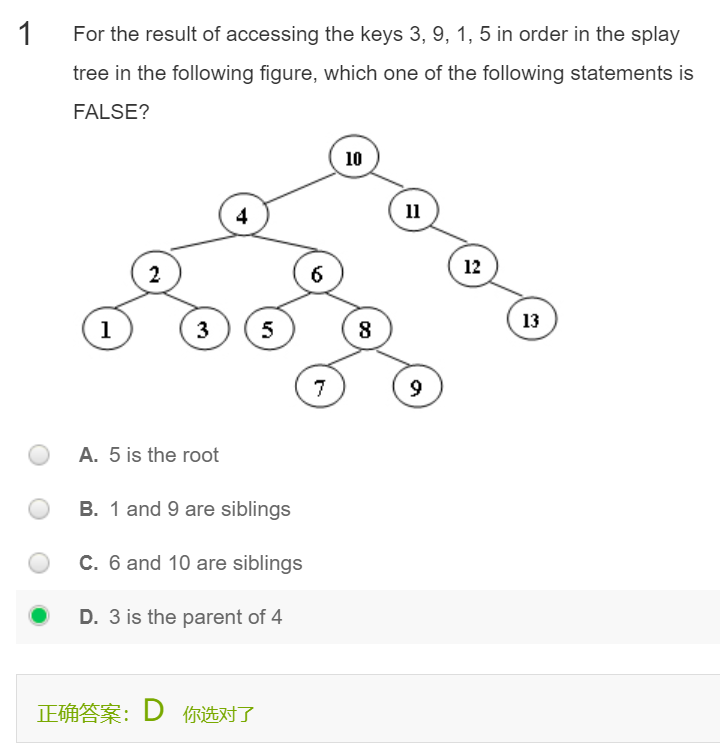 1 For the result of accessing the keys 3, 9, 1, 5 in order in the splay
tree in the following figure, which one of the following statements is
FALSE?
10
4 11
2 6 12
1 3 5 8 13
7 9
A. 5 is the root
B. 1 and 9 are siblings
C. 6 and 10 are siblings
D. 3 is the parent of 4
正确答案： D 你选对了